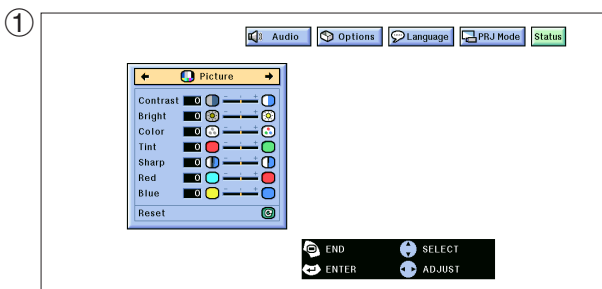 ①
Audio Options Language PRJ Mode Status
Picture
Contrast 0 - +
Bright 0 - +
Color 0 - +
Tint 0 - +
Sharp 0 - +
Red 0 - +
Blue 0 - +
Reset
END SELECT
ENTER ADJUST